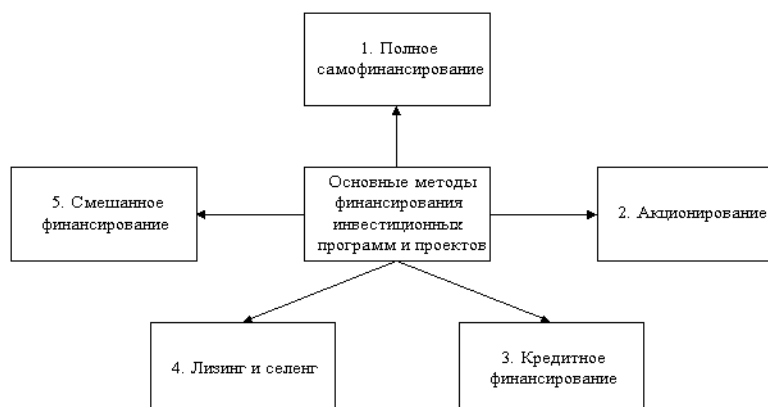 1. Полное
самофинансирование
5. Смешанное
финансирование
Основные методы
финансирования
инвестиционных
программ и проектов
2. Акционирование
4. Лизинг и селенг
3. Кредитное
финансирование